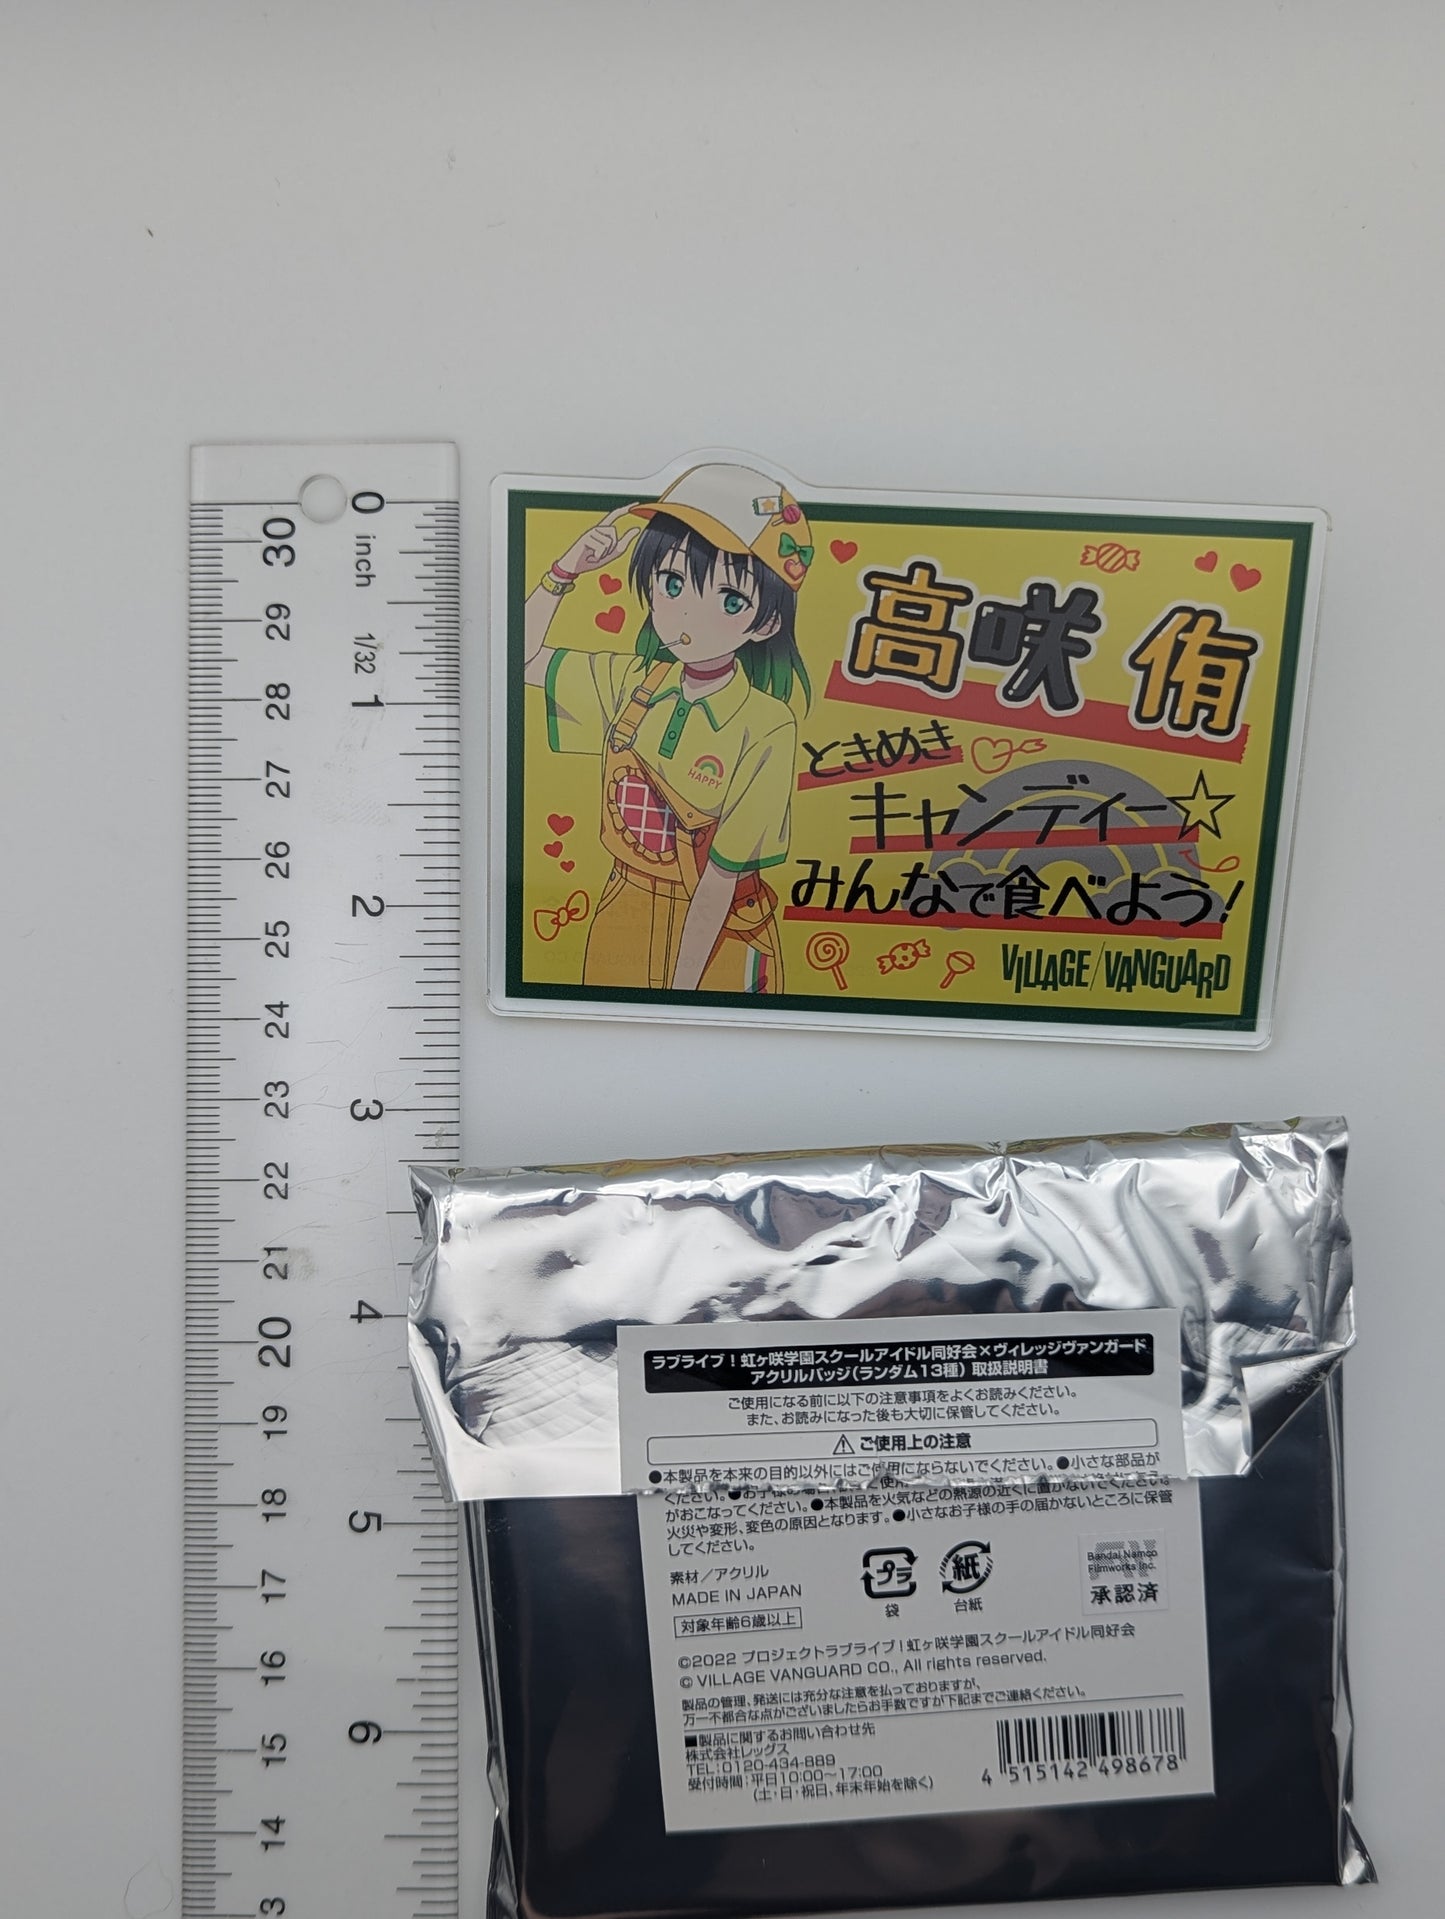 0 inch 1/32 1 2 3 4 5 6
30 29 28 27 26 25 24 23 22 21 20 19 18 17 16 15 14 3
高咲 侑
ときめき
キャンディー☆
みんなで食べよう!
HAPPY
VILLAGE/VANGUARD
ラブライブ!虹ヶ咲学園スクールアイドル同好会×ヴィレッジヴァンガード
アクリルバッジ(ランダム13種)取扱説明書
ご使用になる前に以下の注意事項をよくお読みください。
また、お読みになった後も大切に保管してください。
⚠ご使用上の注意
●本製品を本来の目的以外にはご使用にならないでください。●小さな部品が
ください。●お子様の
の熱源の近くに置かないでください。
がおこなってください。●本製品を火気など
火災や変形、変色の原因となります。●小さなお子様の手の届かないところに保管
してください。
素材/アクリル
MADE IN JAPAN
対象年齢6歳以上
プラ
袋
紙
台紙
Bandai Namco
Filmworks Inc.
承認済
©2022 プロジェクトラブライブ!虹ヶ咲学園スクールアイドル同好会
© VILLAGE VANGUARD CO., All rights reserved.
製品の管理、発送には充分な注意を払っておりますが、
万一不都合な点がございましたらお手数ですが下記までご連絡ください。
■製品に関するお問い合わせ先
株式会社レッグス
TEL:0120-434-889
受付時間:平日10:00〜17:00
(土・日・祝日、年末年始を除く)
4 515142 498678